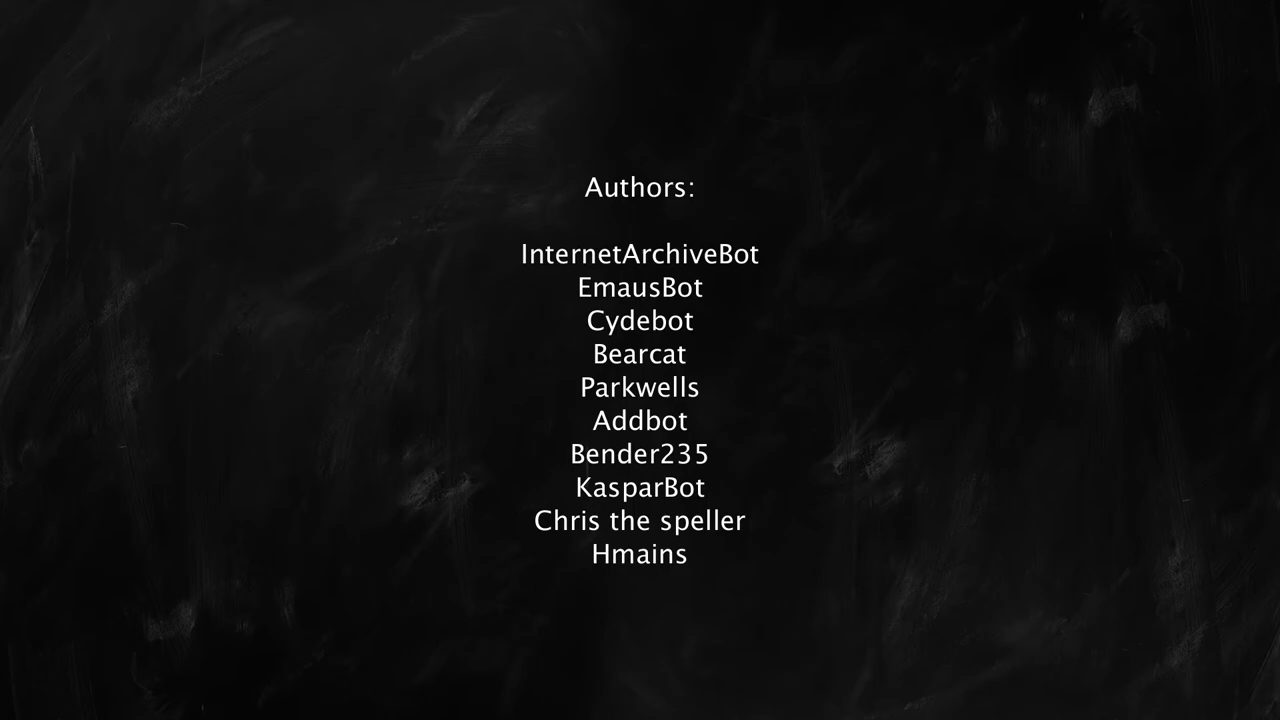 Authors:
InternetArchiveBot
EmausBot
Cydebot
Bearcat
Parkwells
Addbot
Bender235
KasparBot
Chris the speller
Hmains